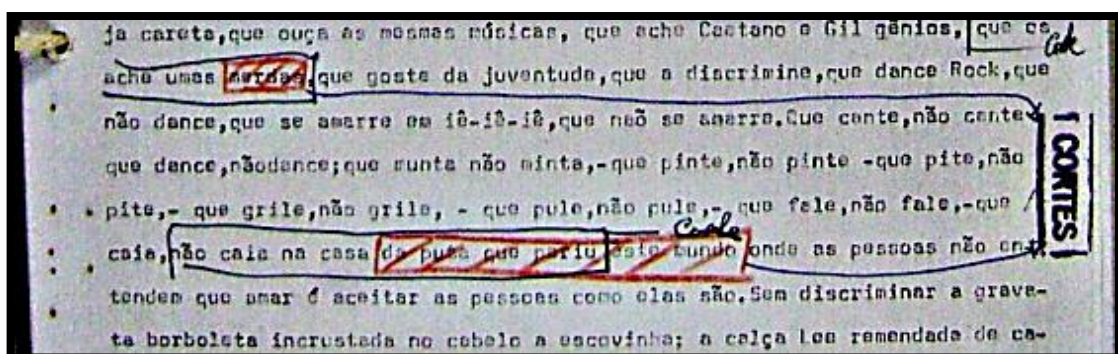 ja careta,que ouça as mesmas músicas, que ache Caetano e Gil gênios, que os
ache umas merdas,que goste da juventude,que a discrimine,que dance Rock,que
não dance,que se amarre em iê-iê-iê,que naõ se amarre.Que cante,não cante
que dance,nãodance;que minta não minta,-que pinte,não pinte -que pite,não
pite,- que grile,não grile, - que pule,não pule,- que fale,não fale,-que
caia,não caia na casa da puta que pariu este mundo onde as pessoas não en-
tendem que amar é aceitar as pessoas como elas são.Sem discriminar a grava-
ta borboleta incrustada no cabelo a escovinha; a calça Lee remendada de ca-
CORTES